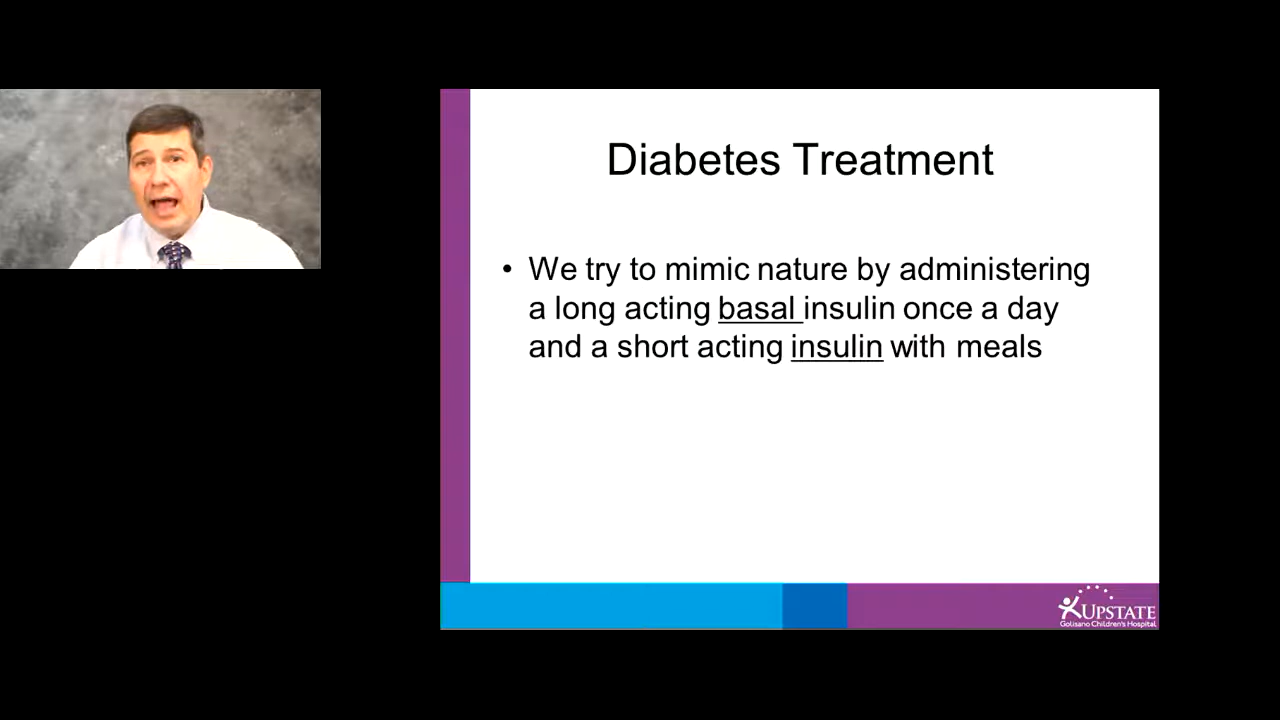 Diabetes Treatment
• We try to mimic nature by administering
a long acting basal insulin once a day
and a short acting insulin with meals
UPSTATE
Golisano Children's Hospital